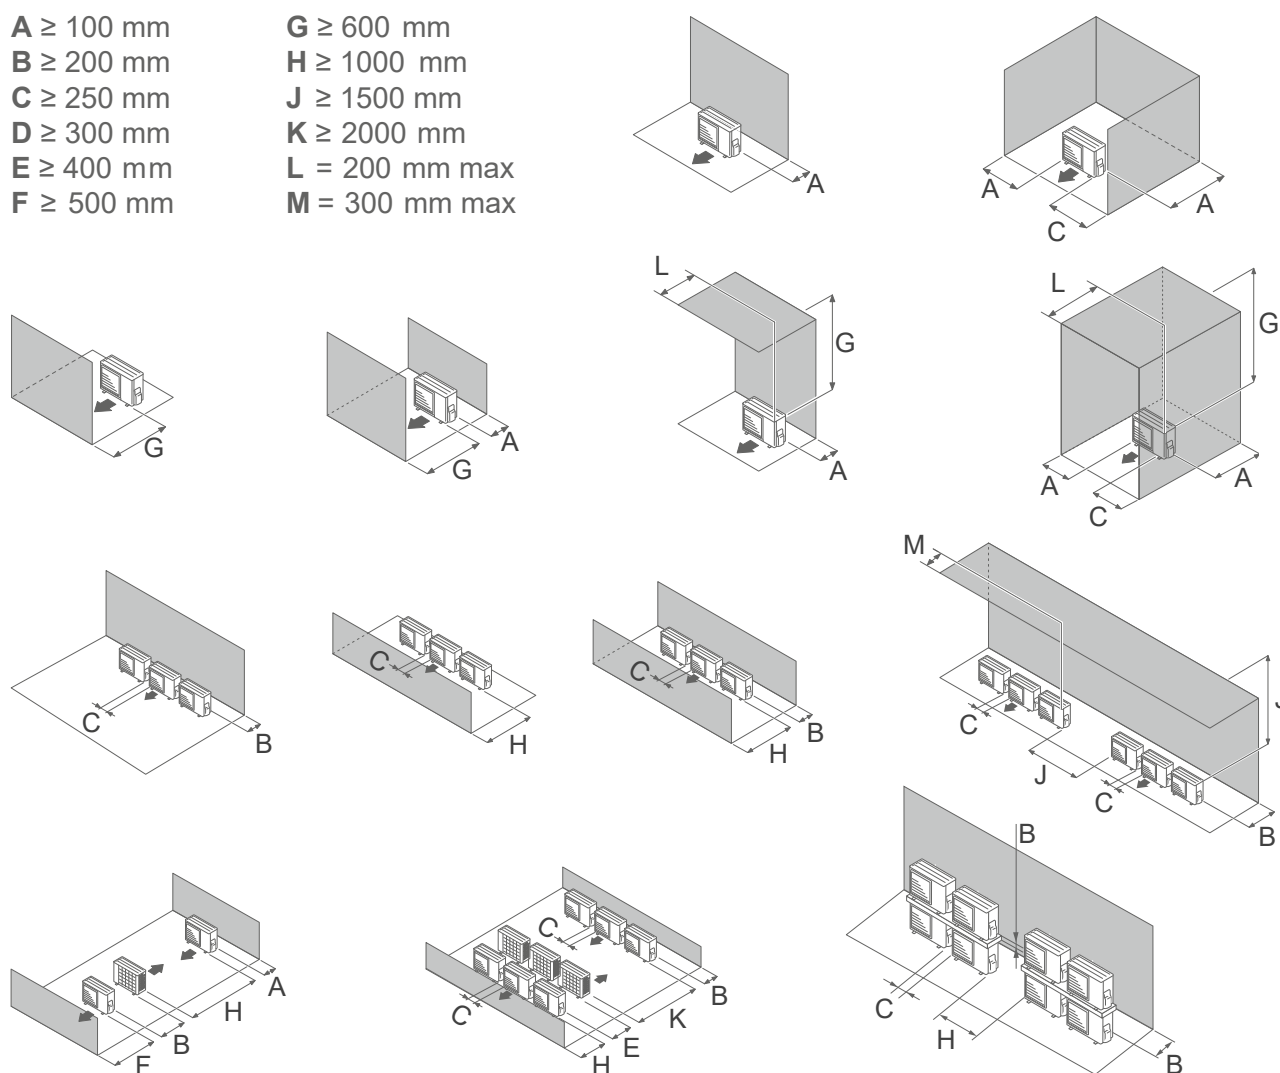 A ≥ 100 mm
B ≥ 200 mm
C ≥ 250 mm
D ≥ 300 mm
E ≥ 400 mm
F ≥ 500 mm
G ≥ 600 mm
H ≥ 1000 mm
J ≥ 1500 mm
K ≥ 2000 mm
L = 200 mm max
M = 300 mm max
A
A
C
A
G
G
A
L
G
A
L
G
A
C
A
C
B
C
H
C
H
B
M
J
C
J
C
B
F
B
H
A
C
C
H
E
K
B
B
C
H
B